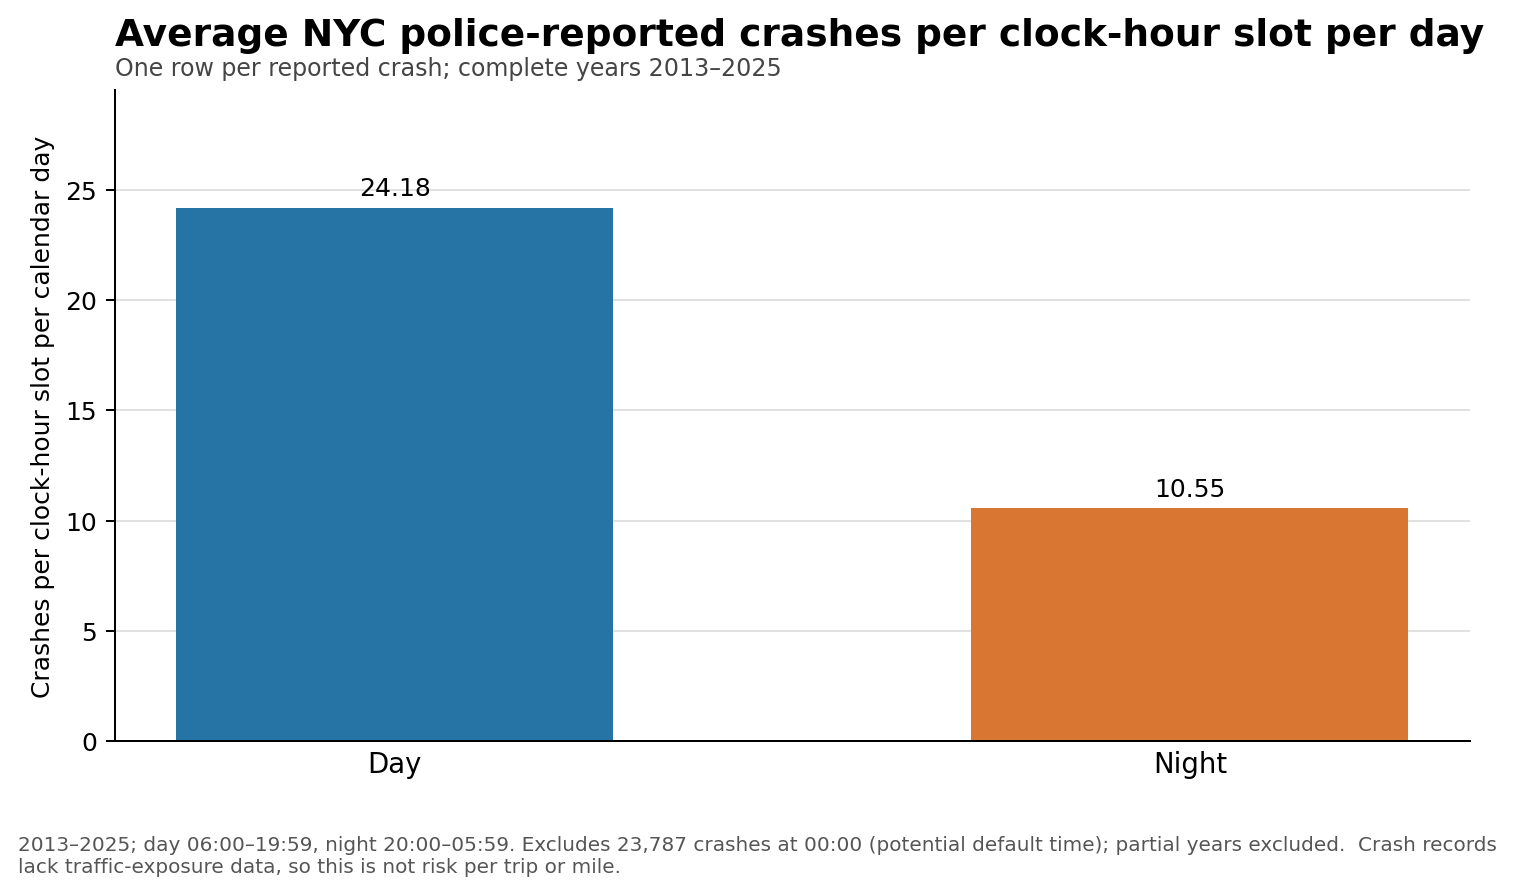 Average NYC police-reported crashes per clock-hour slot per day
One row per reported crash; complete years 2013–2025
Crashes per clock-hour slot per calendar day
25
20
15
10
5
0
24.18
10.55
Day
Night
2013–2025; day 06:00–19:59, night 20:00–05:59. Excludes 23,787 crashes at 00:00 (potential default time); partial years excluded.  Crash records
lack traffic-exposure data, so this is not risk per trip or mile.